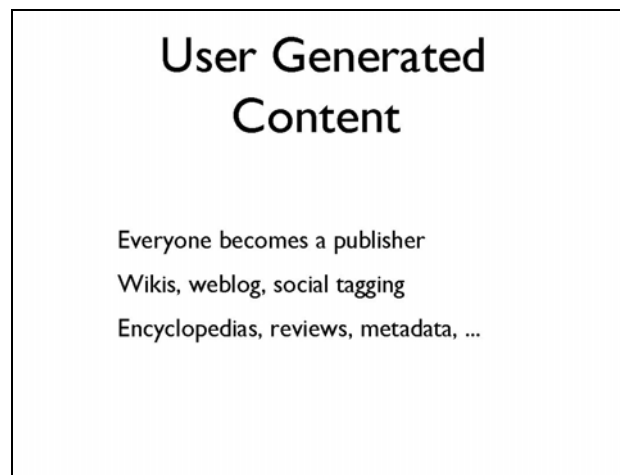 User Generated
Content
Everyone becomes a publisher
Wikis, weblog, social tagging
Encyclopedias, reviews, metadata, ...